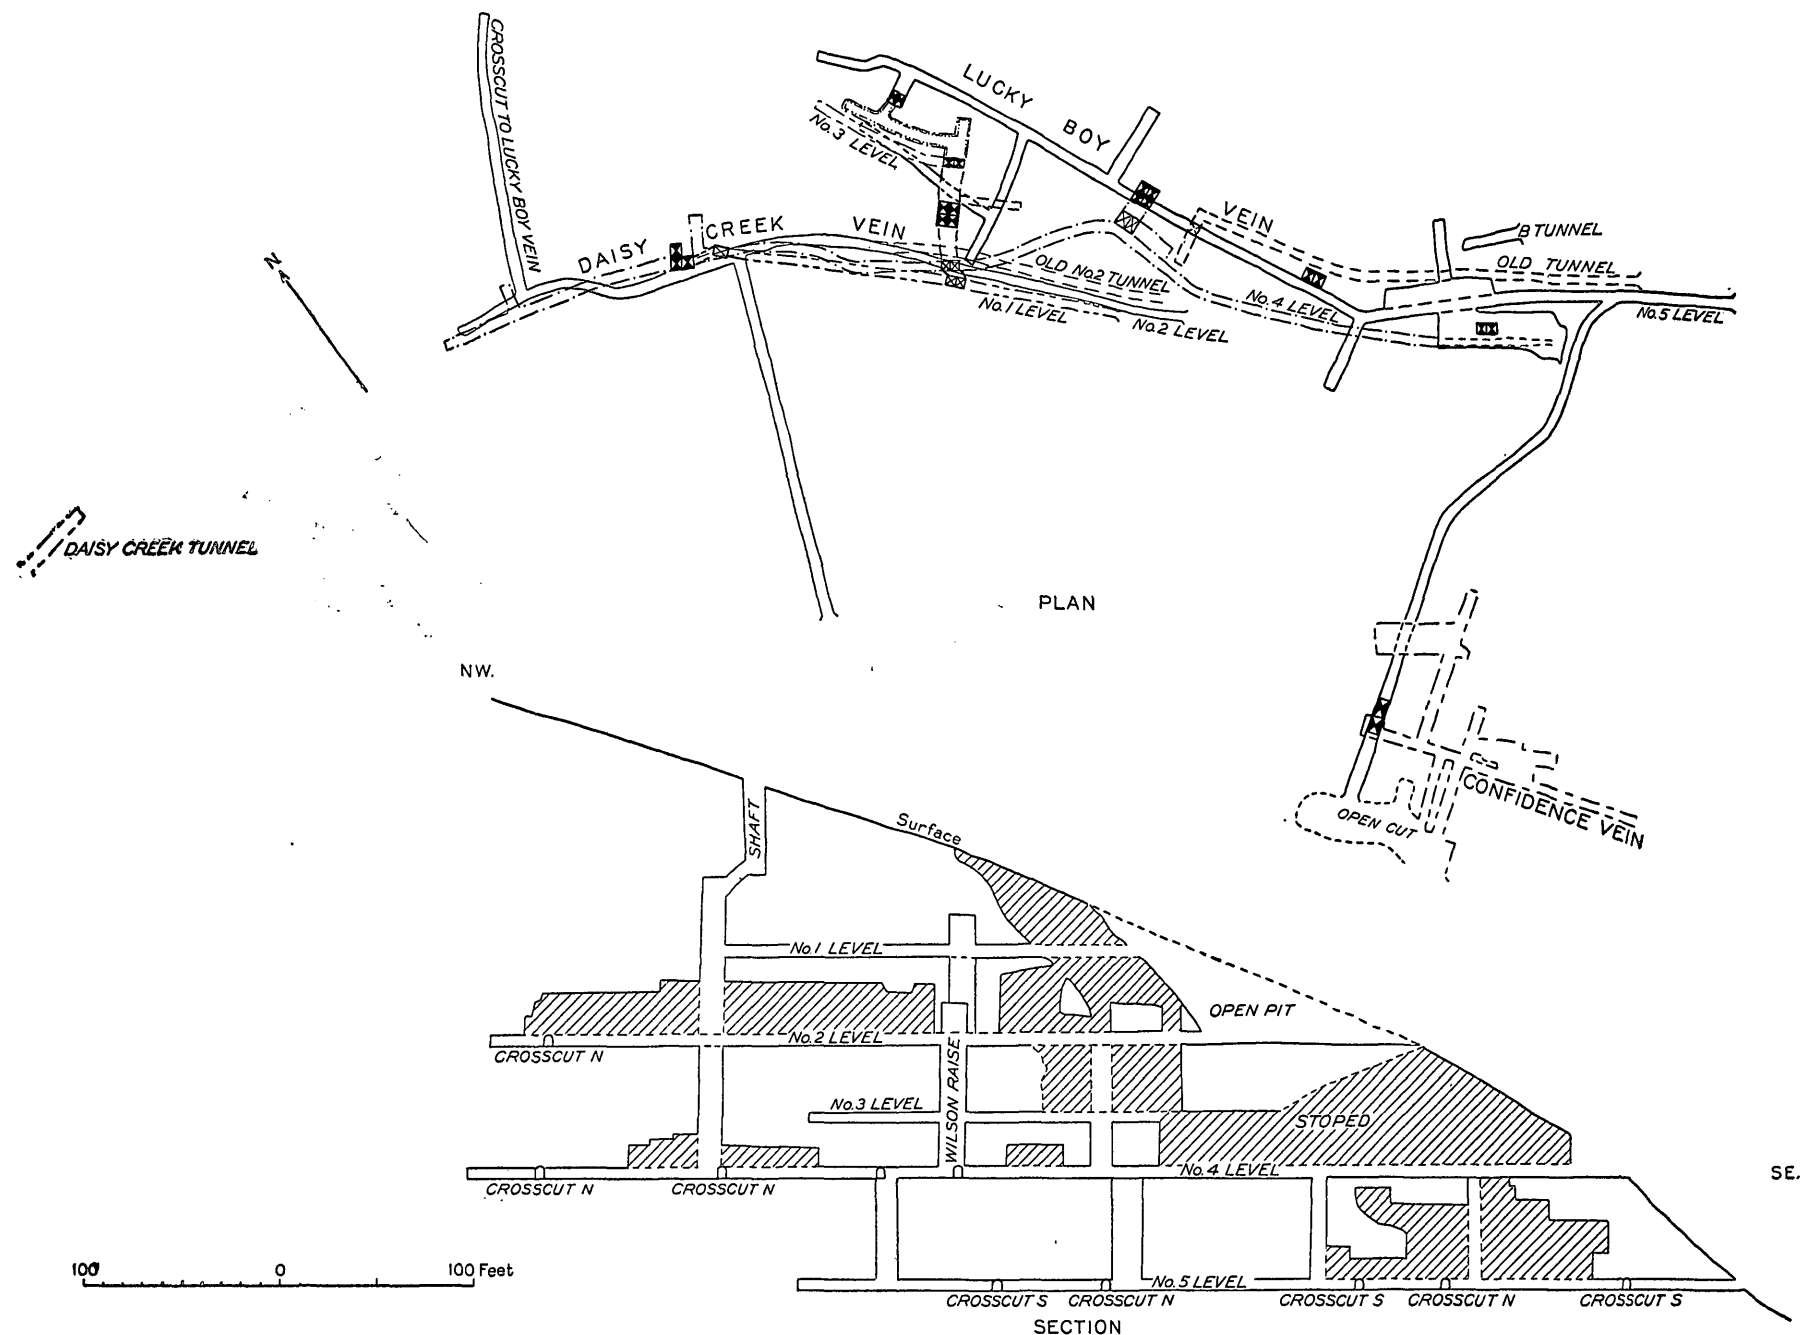 CROSSCUT TO LUCKY BOY VEIN
LUCKY BOY VEIN
No.3 LEVEL
DAISY CREEK VEIN
B TUNNEL
OLD TUNNEL
OLD No.2 TUNNEL
No.1 LEVEL
No.2 LEVEL
No.4 LEVEL
No.5 LEVEL
N
DAISY CREEK TUNNEL
PLAN
NW.
CONFIDENCE VEIN
OPEN CUT
SHAFT
Surface
No.1 LEVEL
OPEN PIT
No.2 LEVEL
CROSSCUT N
WILSON RAISE
No.3 LEVEL
STOPED
No.4 LEVEL
SE.
CROSSCUT N
CROSSCUT N
100 0 100 Feet
No.5 LEVEL
CROSSCUT S CROSSCUT N CROSSCUT S CROSSCUT N CROSSCUT S
SECTION